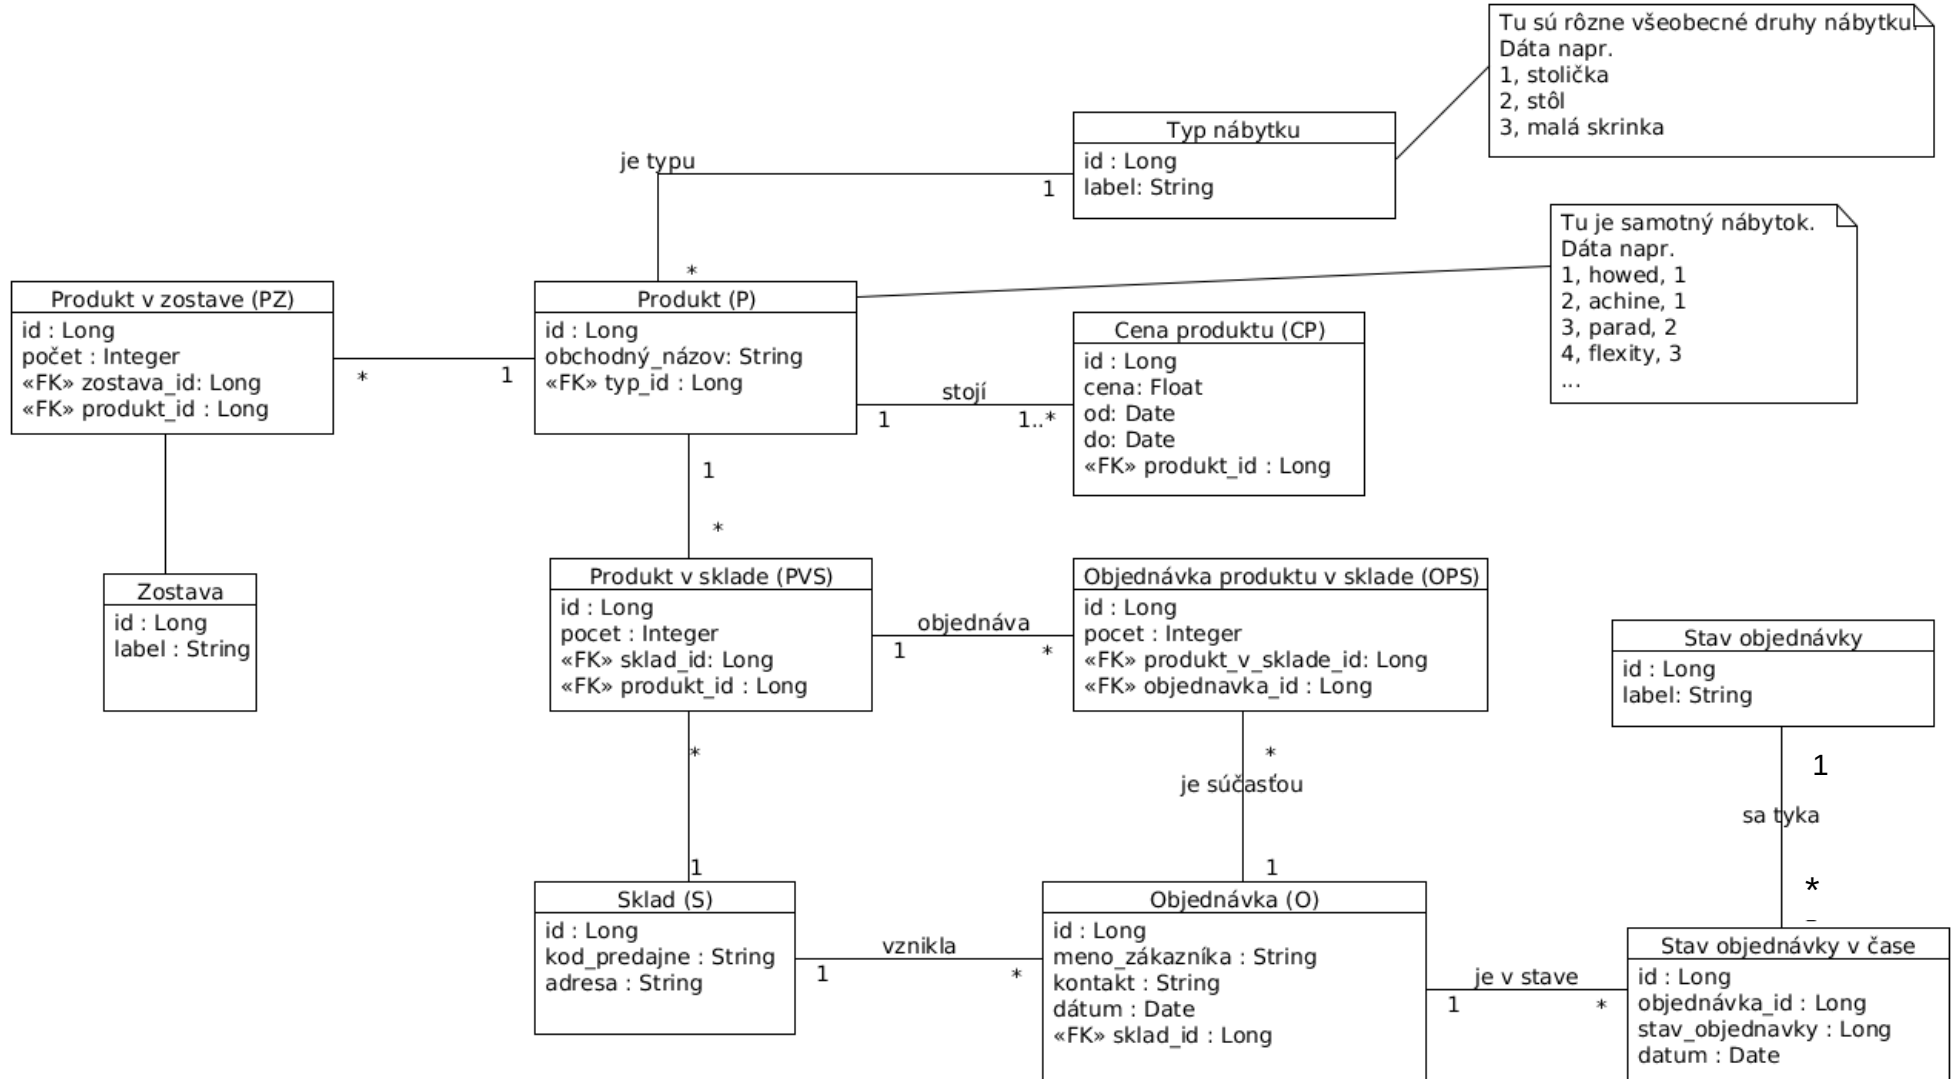 Tu sú rôzne všeobecné druhy nábytku.
Dáta napr.
1, stolička
2, stôl
3, malá skrinka
Typ nábytku
id : Long
label: String
je typu
1
*
Tu je samotný nábytok.
Dáta napr.
1, howed, 1
2, achine, 1
3, parad, 2
4, flexity, 3
...
Produkt v zostave (PZ)
id : Long
počet : Integer
«FK» zostava_id: Long
«FK» produkt_id : Long
*
1
Produkt (P)
id : Long
obchodný_názov: String
«FK» typ_id : Long
stojí
1
1..*
Cena produktu (CP)
id : Long
cena: Float
od: Date
do: Date
«FK» produkt_id : Long
1
*
Zostava
id : Long
label : String
Produkt v sklade (PVS)
id : Long
pocet : Integer
«FK» sklad_id: Long
«FK» produkt_id : Long
objednáva
1
*
Objednávka produktu v sklade (OPS)
id : Long
pocet : Integer
«FK» produkt_v_sklade_id: Long
«FK» objednavka_id : Long
Stav objednávky
id : Long
label: String
*
1
*
je súčasťou
1
1
sa tyka
*
Sklad (S)
id : Long
kod_predajne : String
adresa : String
vznikla
1
*
Objednávka (O)
id : Long
meno_zákazníka : String
kontakt : String
dátum : Date
«FK» sklad_id : Long
je v stave
1
*
Stav objednávky v čase
id : Long
objednávka_id : Long
stav_objednavky : Long
datum : Date